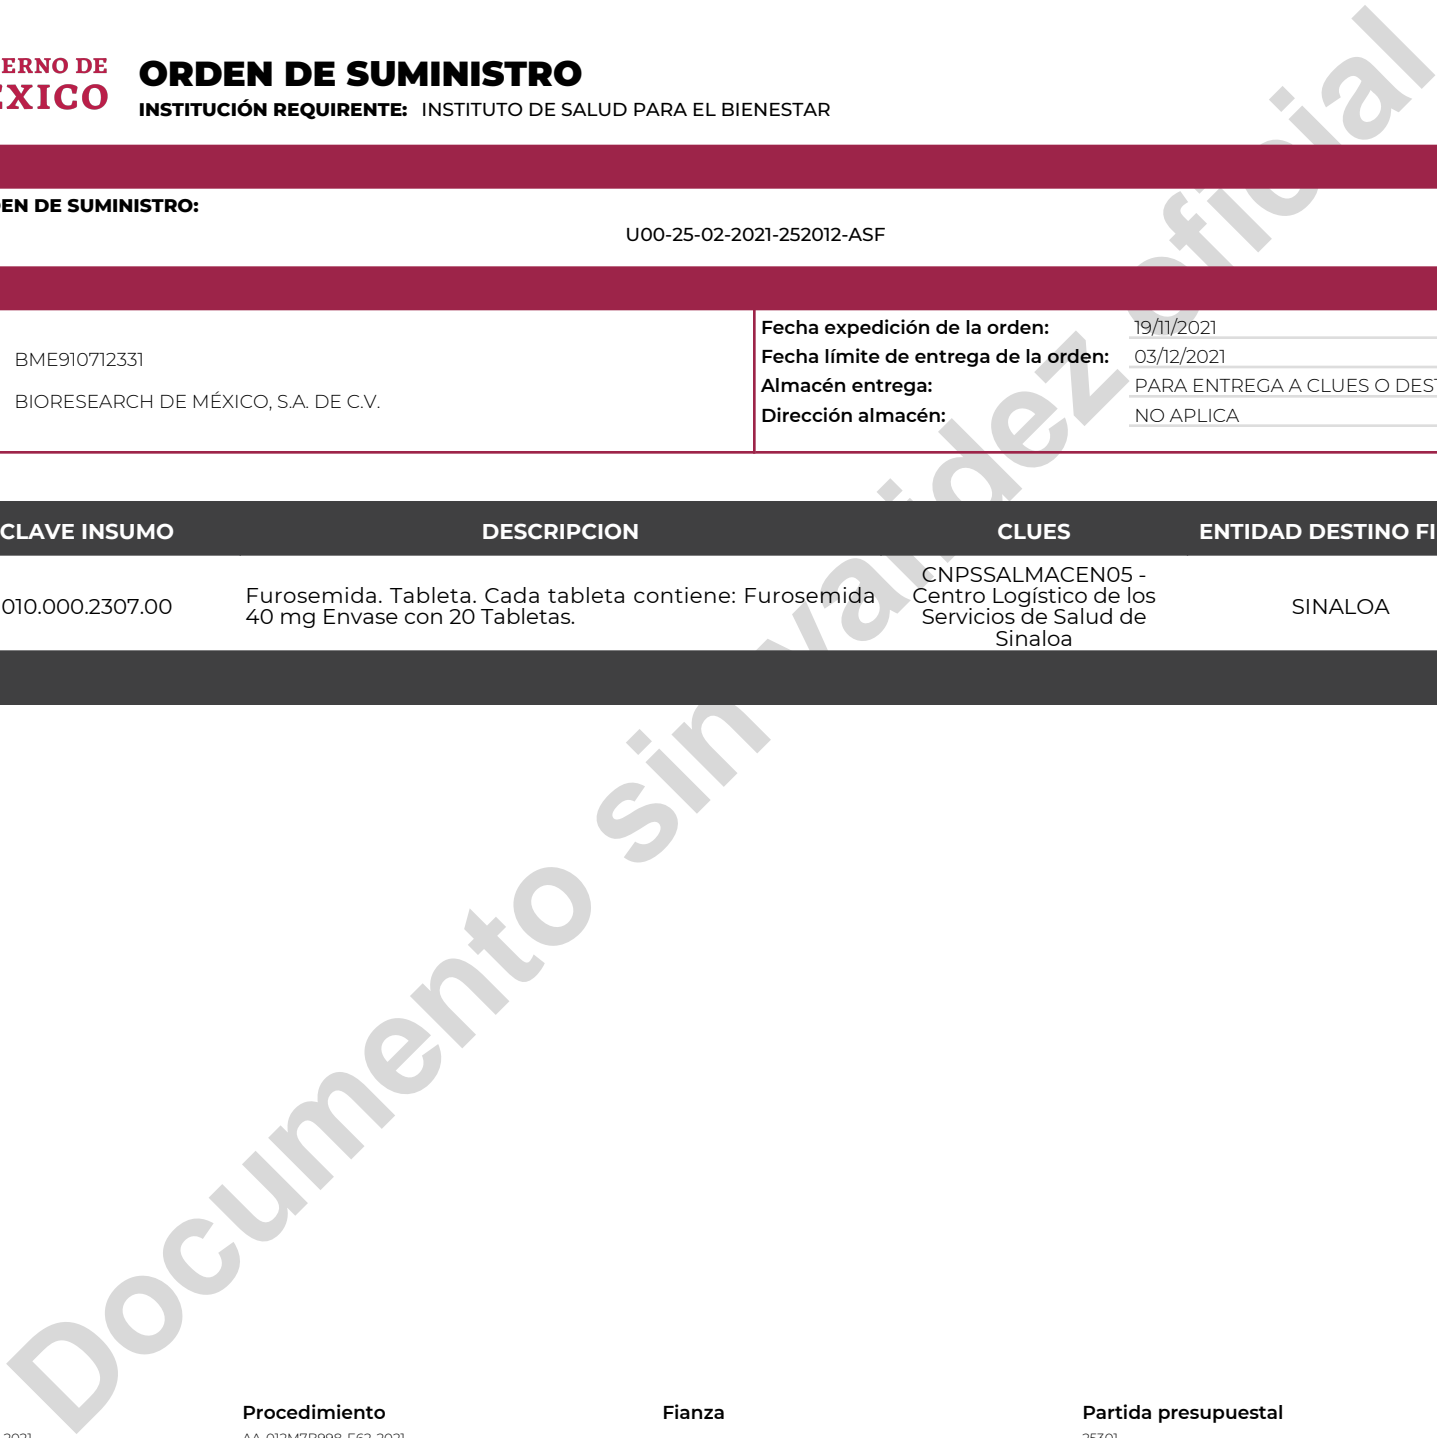 ERNO DE
ÉXICO
ORDEN DE SUMINISTRO
INSTITUCIÓN REQUIRENTE: INSTITUTO DE SALUD PARA EL BIENESTAR
EN DE SUMINISTRO:
U00-25-02-2021-252012-ASF
BME910712331
BIORESEARCH DE MÉXICO, S.A. DE C.V.
Fecha expedición de la orden: 19/11/2021
Fecha límite de entrega de la orden: 03/12/2021
Almacén entrega: PARA ENTREGA A CLUES O DEST
Dirección almacén: NO APLICA
CLAVE INSUMO DESCRIPCION CLUES ENTIDAD DESTINO FI
010.000.2307.00
Furosemida. Tableta. Cada tableta contiene: Furosemida
40 mg Envase con 20 Tabletas.
CNPSSALMACEN05 -
Centro Logístico de los
Servicios de Salud de
Sinaloa
SINALOA
Documento sin validez oficial
Procedimiento Fianza Partida presupuestal